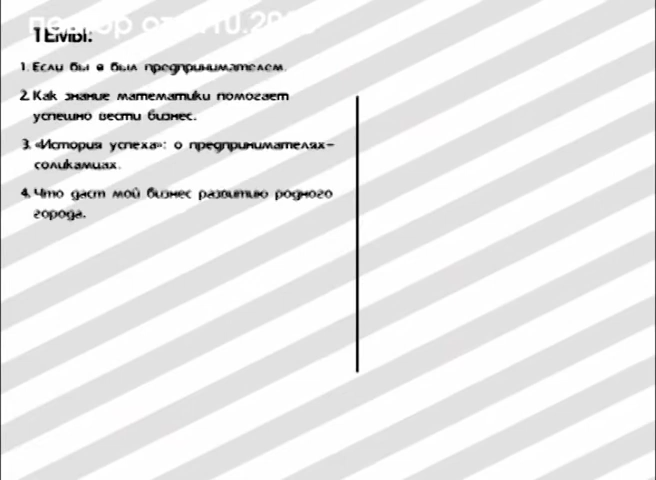 ТЕМЫ:
1. Если бы я был предпринимателем.
2. Как знание математики помогает
успешно вести бизнес.
3. «История успеха»: о предпринимателях-
соликамцах.
4. Что даст мой бизнес развитию родного
города.